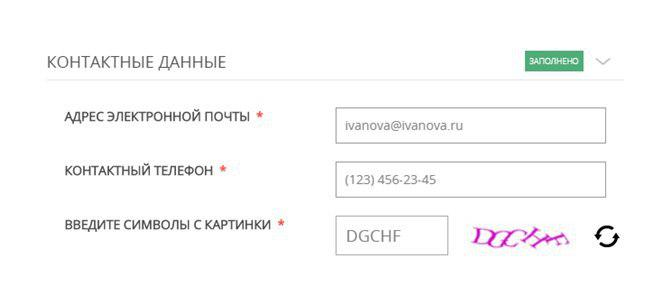 КОНТАКТНЫЕ ДАННЫЕ ЗАПОЛНЕНО
АДРЕС ЭЛЕКТРОННОЙ ПОЧТЫ * ivanova@ivanova.ru
КОНТАКТНЫЙ ТЕЛЕФОН * (123) 456-23-45
ВВЕДИТЕ СИМВОЛЫ С КАРТИНКИ * DGCHF